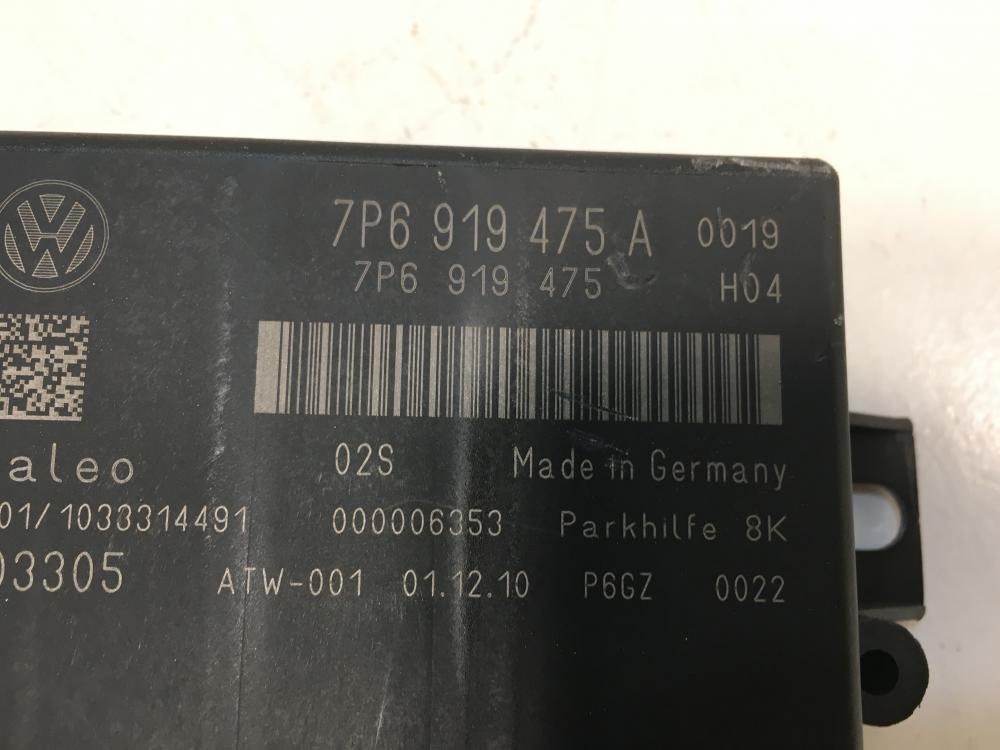 7P6 919 475 A 0019
7P6 919 475 H04
aleo 02S Made in Germany
01/1033314491 000006353 Parkhilfe 8K
03305 ATW-001 01.12.10 P6GZ 0022